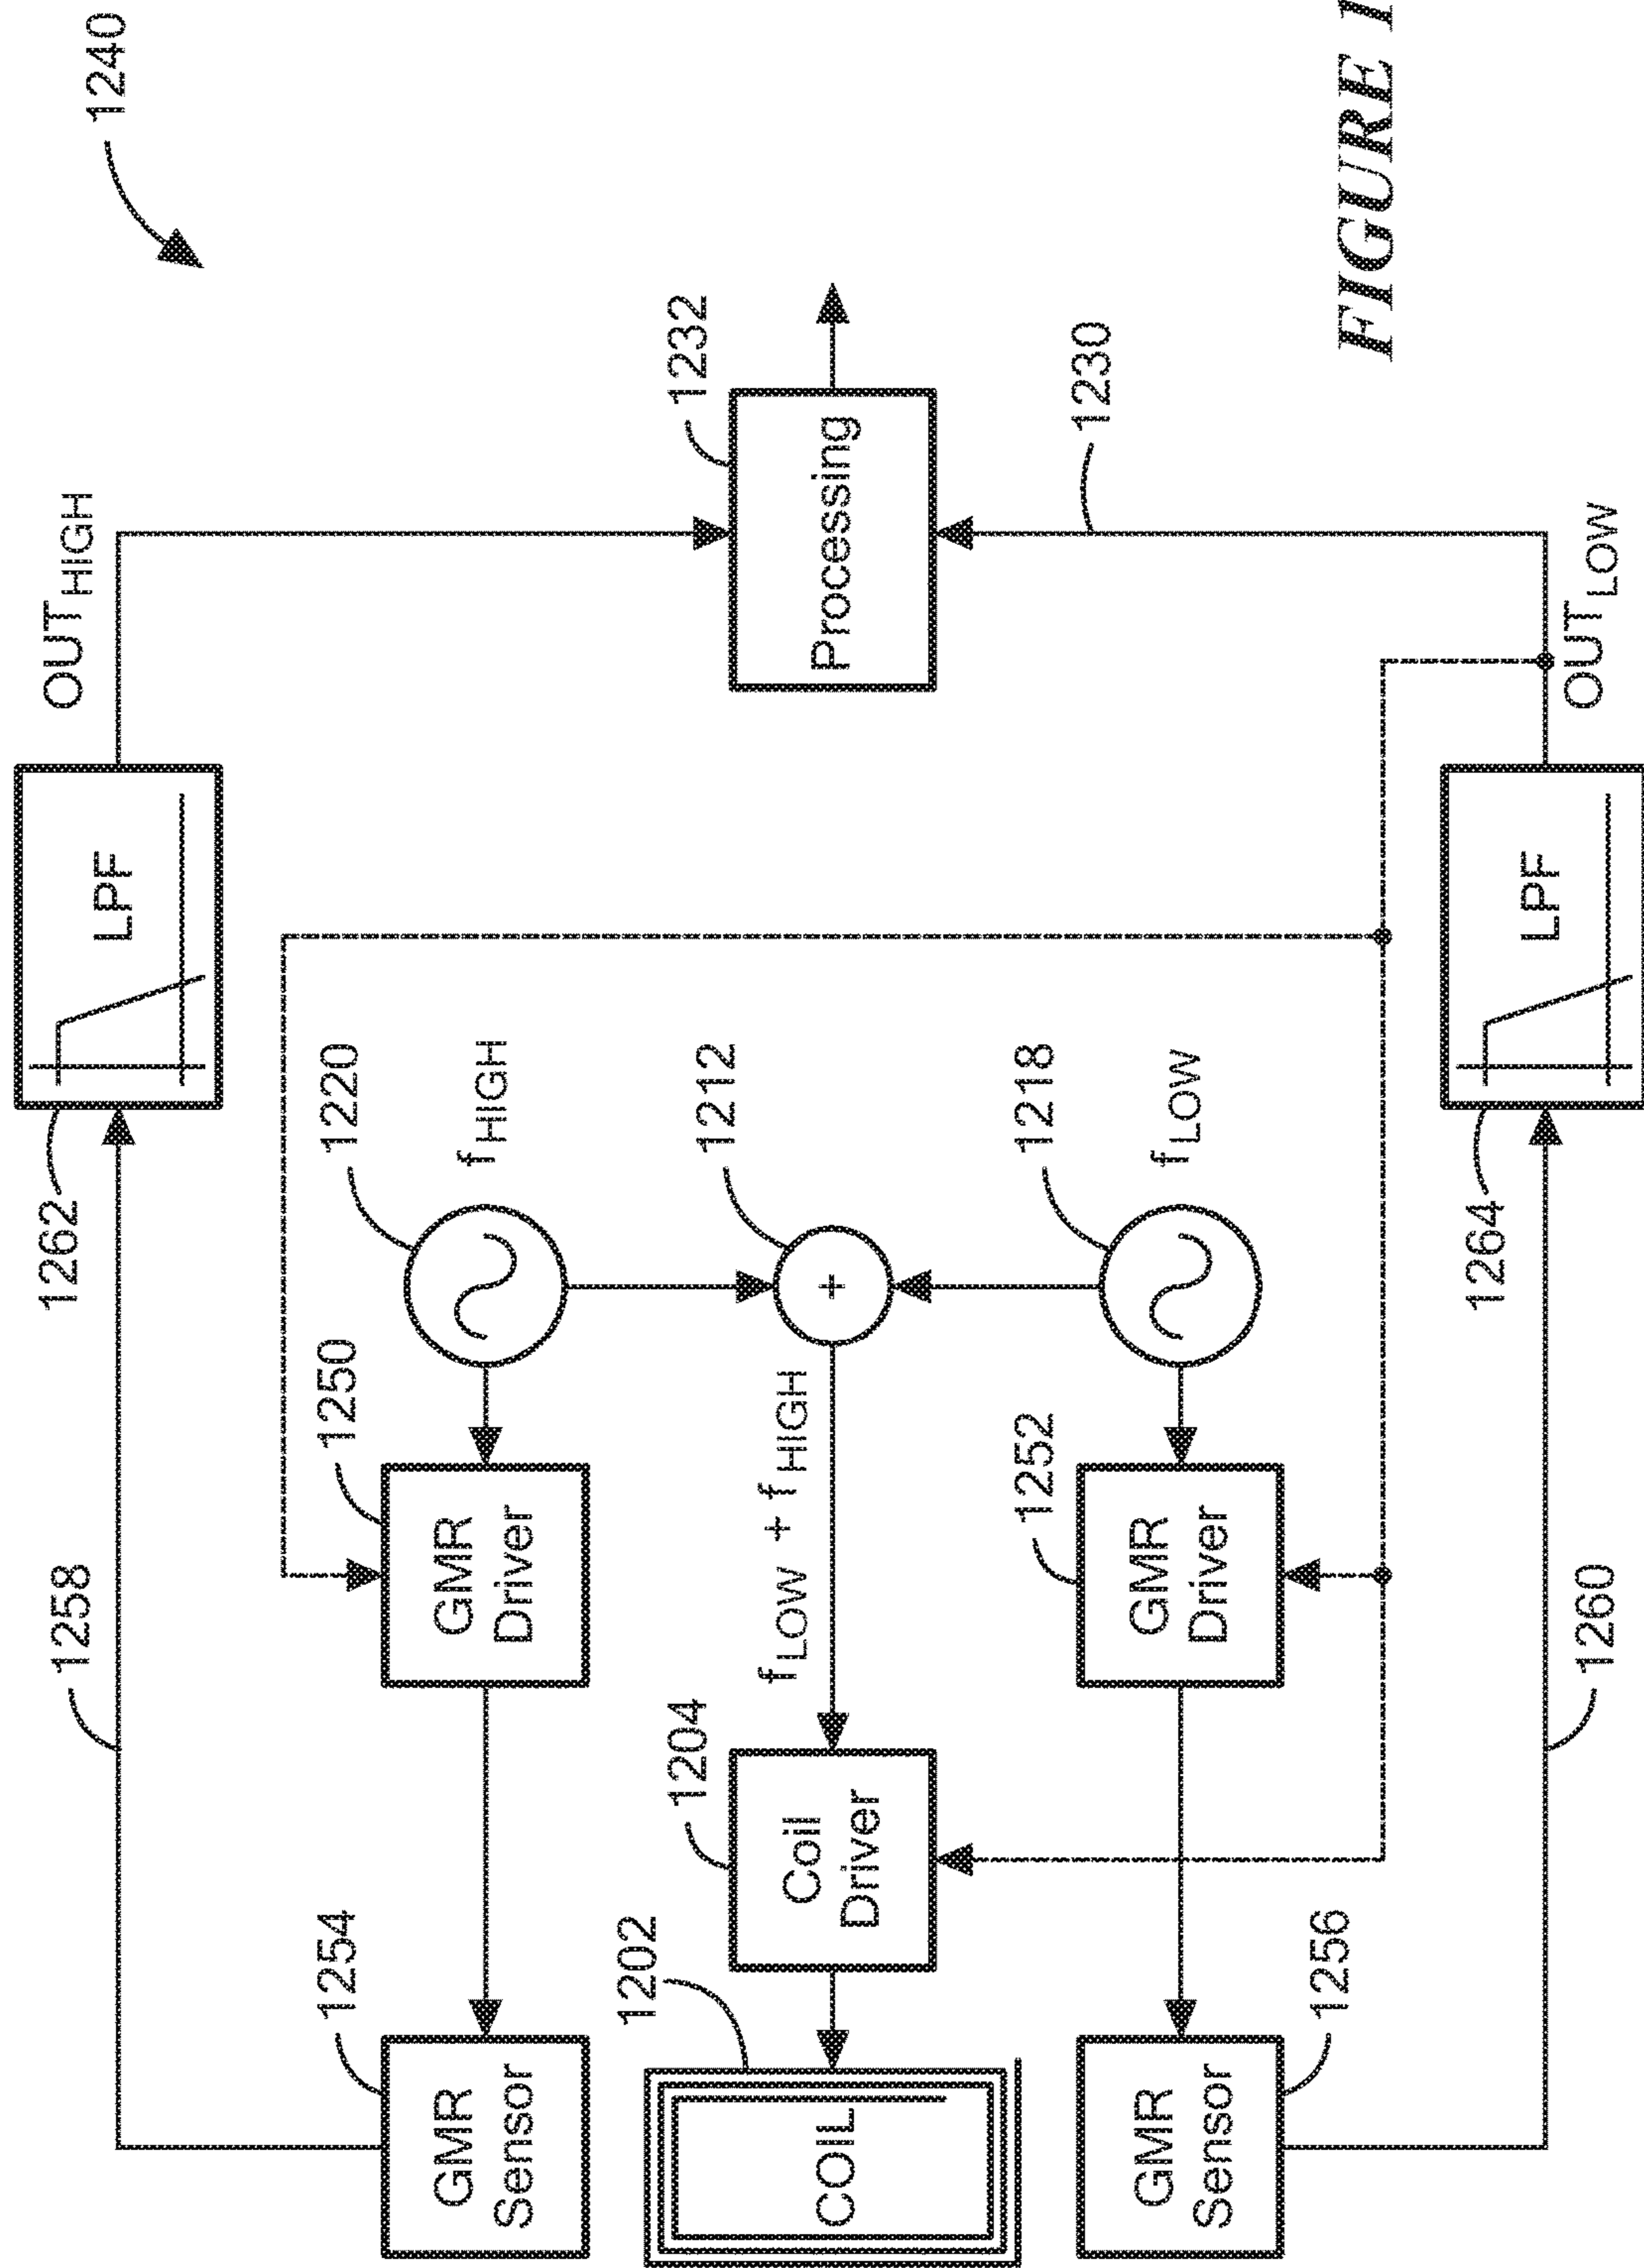 1240
OUT HIGH
OUT LOW
LPF
LPF
1262
1264
Processing
1232
1230
1258
1260
1220
f HIGH
1212
+
1218
f LOW
1250
GMR
Driver
f LOW + f HIGH
1252
GMR
Driver
1204
Coil
Driver
1254
GMR
Sensor
1202
COIL
1256
GMR
Sensor
FIGURE